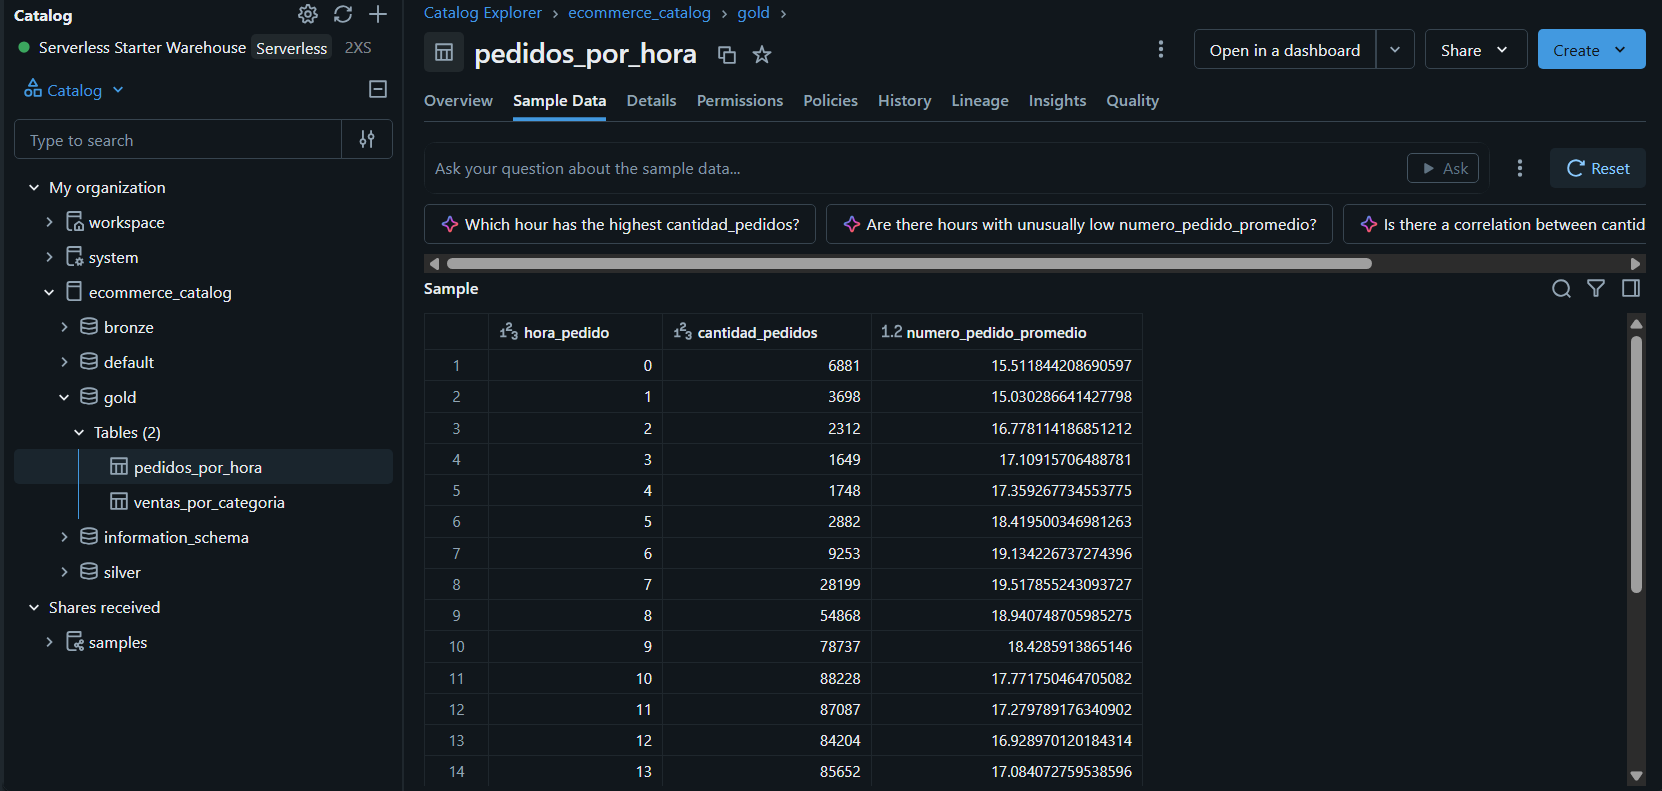 Catalog
Serverless Starter Warehouse Serverless 2XS
Catalog
Type to search
My organization
workspace
system
ecommerce_catalog
bronze
default
gold
Tables (2)
pedidos_por_hora
ventas_por_categoria
information_schema
silver
Shares received
samples
Catalog Explorer > ecommerce_catalog > gold >
pedidos_por_hora
Open in a dashboard
Share
Create
Overview Sample Data Details Permissions Policies History Lineage Insights Quality
Ask your question about the sample data...
Ask
Reset
Which hour has the highest cantidad_pedidos?
Are there hours with unusually low numero_pedido_promedio?
Is there a correlation between cantid
Sample
1 2 3 hora_pedido 1 2 3 cantidad_pedidos 1.2 numero_pedido_promedio
1 0 6881 15.511844208690597
2 1 3698 15.030286641427798
3 2 2312 16.778114186851212
4 3 1649 17.10915706488781
5 4 1748 17.359267734553775
6 5 2882 18.419500346981263
7 6 9253 19.134226737274396
8 7 28199 19.517855243093727
9 8 54868 18.940748705985275
10 9 78737 18.4285913865146
11 10 88228 17.771750464705082
12 11 87087 17.279789176340902
13 12 84204 16.928970120184314
14 13 85652 17.084072759538596